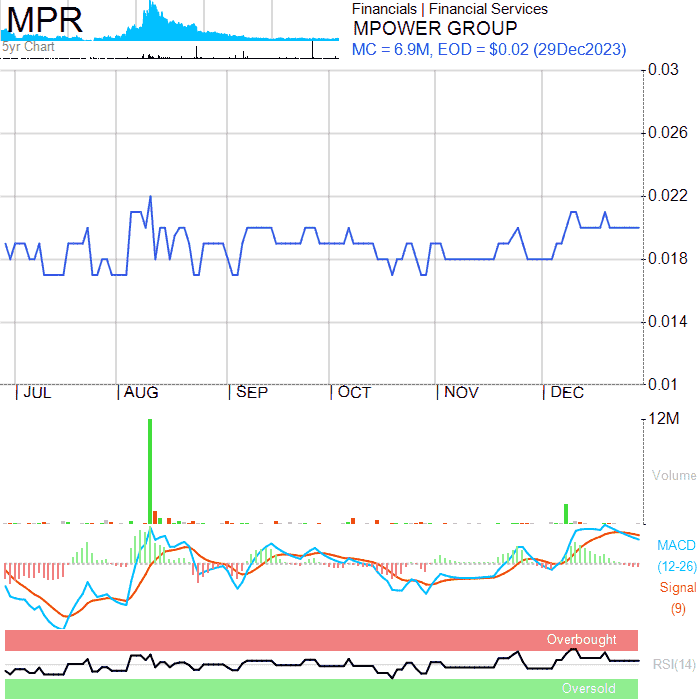 MPR
5yr Chart
Financials | Financial Services
MPOWER GROUP
MC = 6.9M, EOD = $0.02 (29Dec2023)
0.03
0.026
0.022
0.018
0.014
0.01
JUL AUG SEP OCT NOV DEC
12M
Volume
MACD
(12-26)
Signal
(9)
Overbought
RSI(14)
Oversold